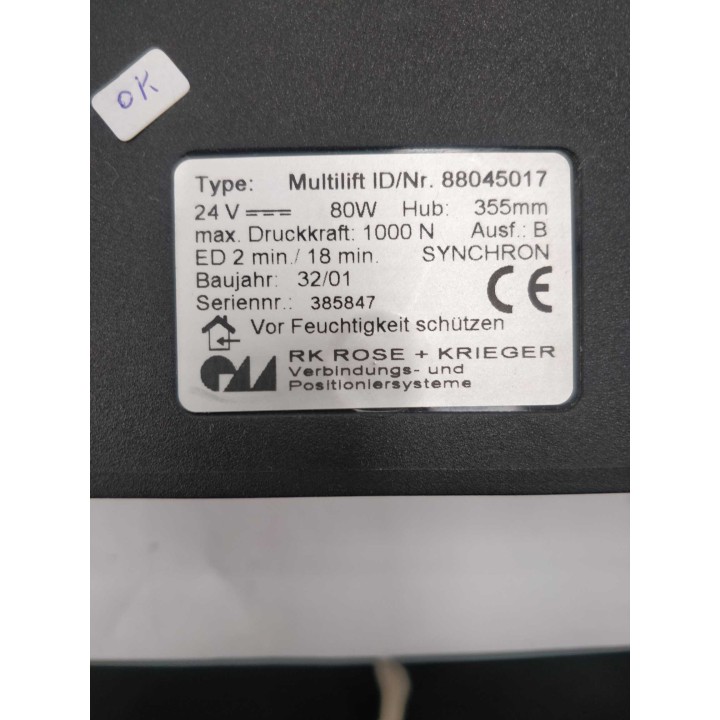 OK
Type: Multilift ID/Nr. 88045017
24 V 80W Hub: 355mm
max. Druckkraft: 1000 N Ausf.: B
ED 2 min./ 18 min. SYNCHRON
Baujahr: 32/01
Seriennr.: 385847
CE
Vor Feuchtigkeit schützen
RK ROSE + KRIEGER
Verbindungs- und
Positioniersysteme